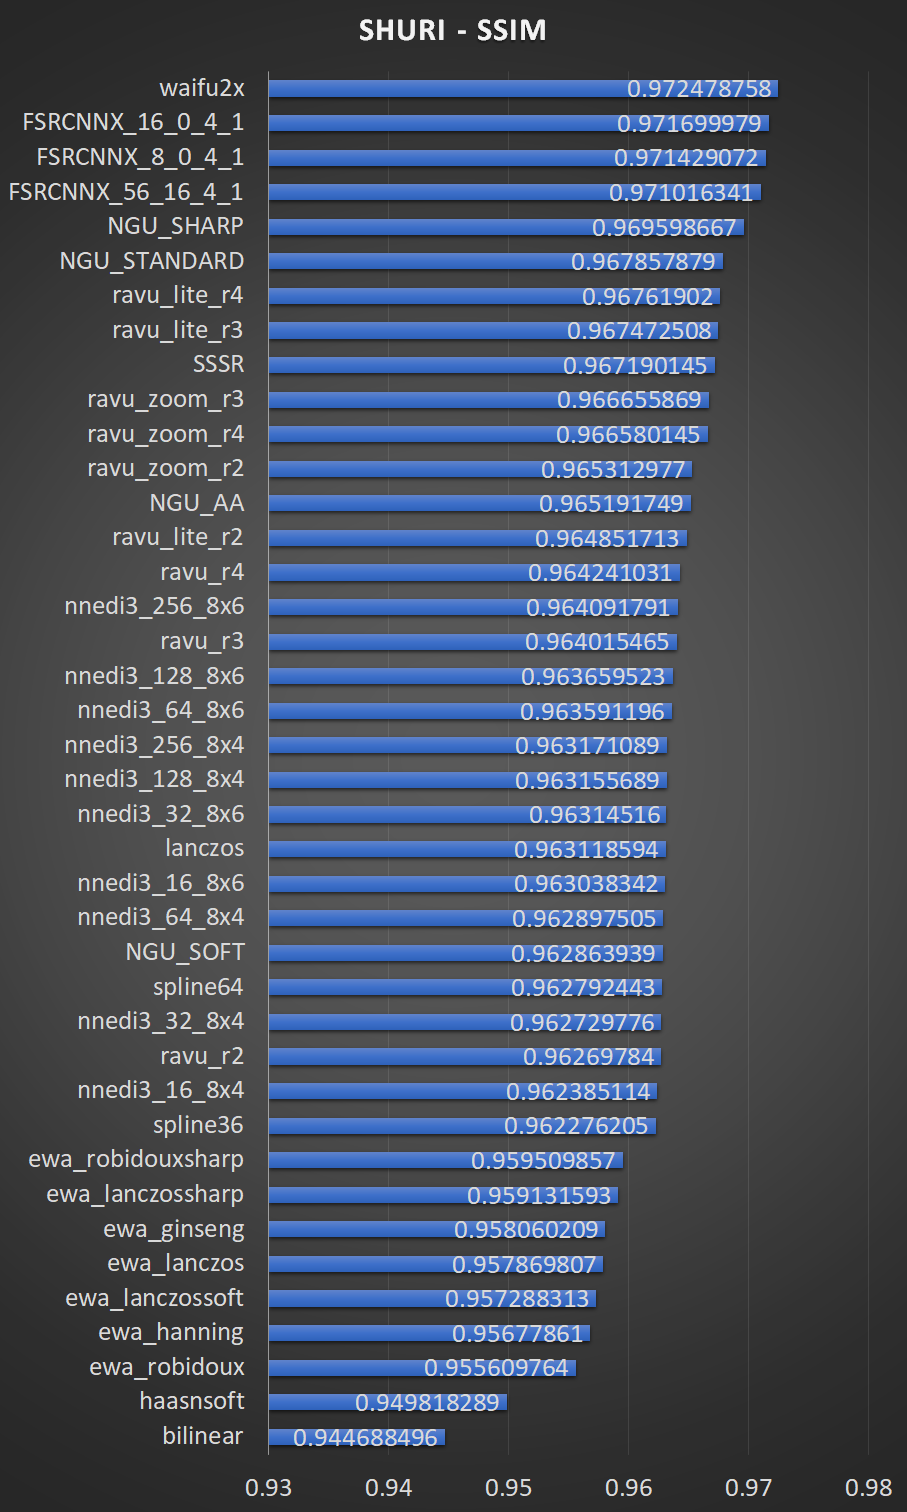 SHURI - SSIM
waifu2x 0.972478758
FSRCNNX_16_0_4_1 0.971699979
FSRCNNX_8_0_4_1 0.971429072
FSRCNNX_56_16_4_1 0.971016341
NGU_SHARP 0.969598667
NGU_STANDARD 0.967857879
ravu_lite_r4 0.96761902
ravu_lite_r3 0.967472508
SSSR 0.967190145
ravu_zoom_r3 0.966655869
ravu_zoom_r4 0.966580145
ravu_zoom_r2 0.965312977
NGU_AA 0.965191749
ravu_lite_r2 0.964851713
ravu_r4 0.964241031
nnedi3_256_8x6 0.964091791
ravu_r3 0.964015465
nnedi3_128_8x6 0.963659523
nnedi3_64_8x6 0.963591196
nnedi3_256_8x4 0.963171089
nnedi3_128_8x4 0.963155689
nnedi3_32_8x6 0.96314516
lanczos 0.963118594
nnedi3_16_8x6 0.963038342
nnedi3_64_8x4 0.962897505
NGU_SOFT 0.962863939
spline64 0.962792443
nnedi3_32_8x4 0.962729776
ravu_r2 0.96269784
nnedi3_16_8x4 0.962385114
spline36 0.962276205
ewa_robidouxsharp 0.959509857
ewa_lanczossharp 0.959131593
ewa_ginseng 0.958060209
ewa_lanczos 0.957869807
ewa_lanczossoft 0.957288313
ewa_hanning 0.95677861
ewa_robidoux 0.955609764
haasnsoft 0.949818289
bilinear 0.944688496
0.93 0.94 0.95 0.96 0.97 0.98